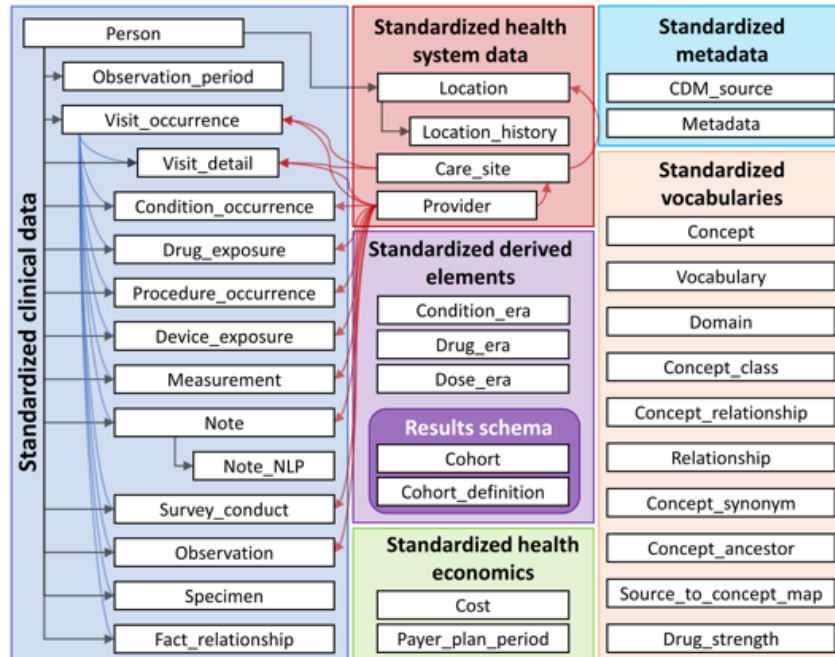 Standardized clinical data
Person
Observation_period
Visit_occurrence
Visit_detail
Condition_occurrence
Drug_exposure
Procedure_occurrence
Device_exposure
Measurement
Note
Note_NLP
Survey_conduct
Observation
Specimen
Fact_relationship
Standardized health
system data
Location
Location_history
Care_site
Provider
Standardized derived
elements
Condition_era
Drug_era
Dose_era
Results schema
Cohort
Cohort_definition
Standardized health
economics
Cost
Payer_plan_period
Standardized
metadata
CDM_source
Metadata
Standardized
vocabularies
Concept
Vocabulary
Domain
Concept_class
Concept_relationship
Relationship
Concept_synonym
Concept_ancestor
Source_to_concept_map
Drug_strength